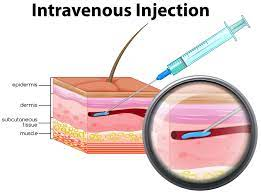 Intravenous Injection
epidermis
dermis
subcutaneous
tissue
muscle